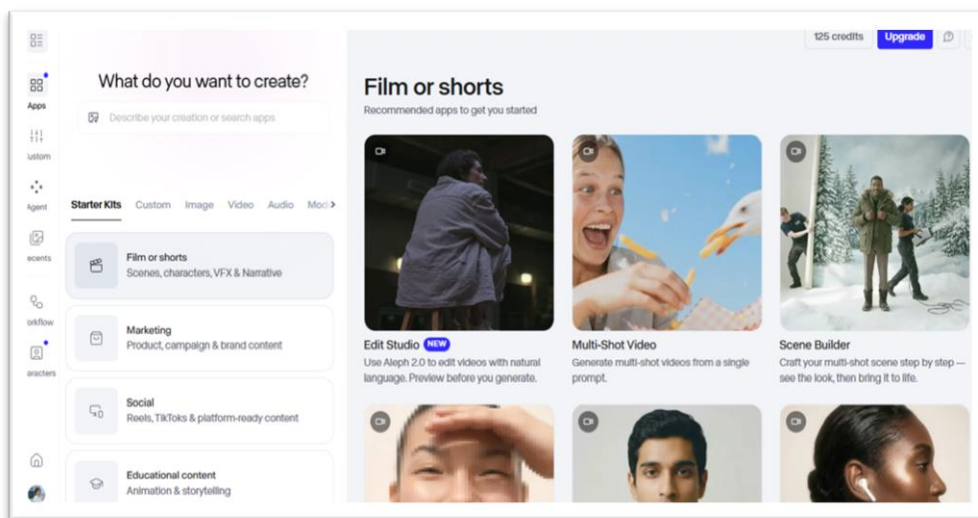 125 credits
Upgrade
Apps
ustom
Agent
ecents
orkflow
aracters
What do you want to create?
Describe your creation or search apps
Starter Kits
Custom
Image
Video
Audio
Mod
Film or shorts
Scenes, characters, VFX & Narrative
Marketing
Product, campaign & brand content
Social
Reels, TikToks & platform-ready content
Educational content
Animation & storytelling
Film or shorts
Recommended apps to get you started
Edit Studio NEW
Use Aleph 2.0 to edit videos with natural
language. Preview before you generate.
Multi-Shot Video
Generate multi-shot videos from a single
prompt.
Scene Builder
Craft your multi-shot scene step by step —
see the look, then bring it to life.